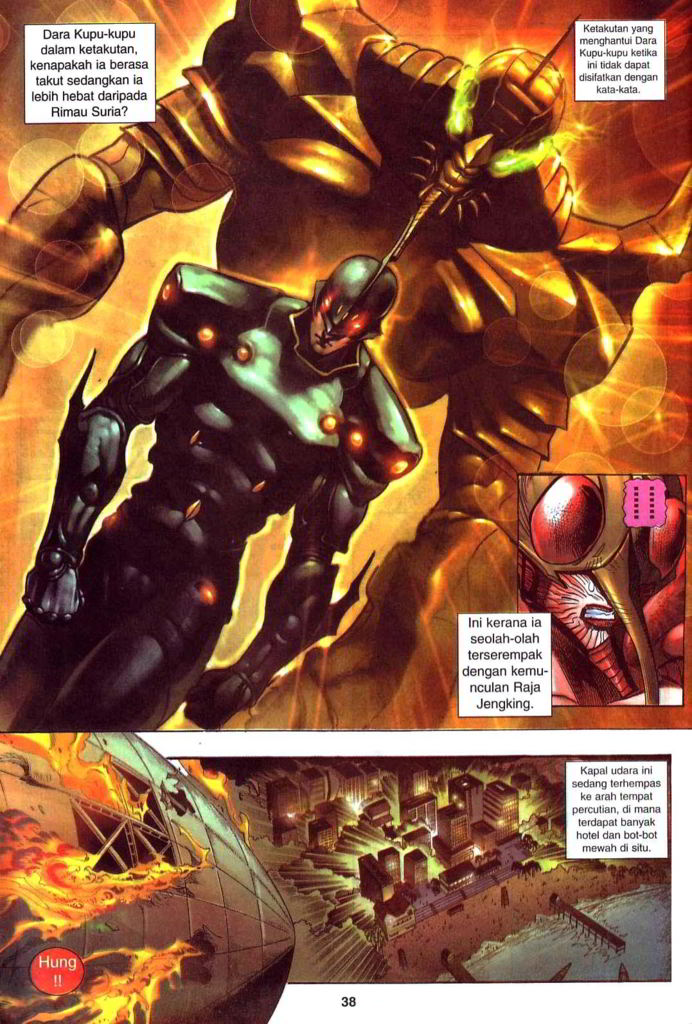 Dara Kupu-kupu
dalam ketakutan,
kenapakah ia berasa
takut sedangkan ia
lebih hebat daripada
Rimau Suria?
Ketakutan yang
menghantui Dara
Kupu-kupu ketika
ini tidak dapat
disifatkan dengan
kata-kata.
Ini kerana ia
seolah-olah
terserempak
dengan kemu-
nculan Raja
Jengking.
Kapal udara ini
sedang terhempas
ke arah tempat
percutian, di mana
terdapat banyak
hotel dan bot-bot
mewah di situ.
Hung
!!
38